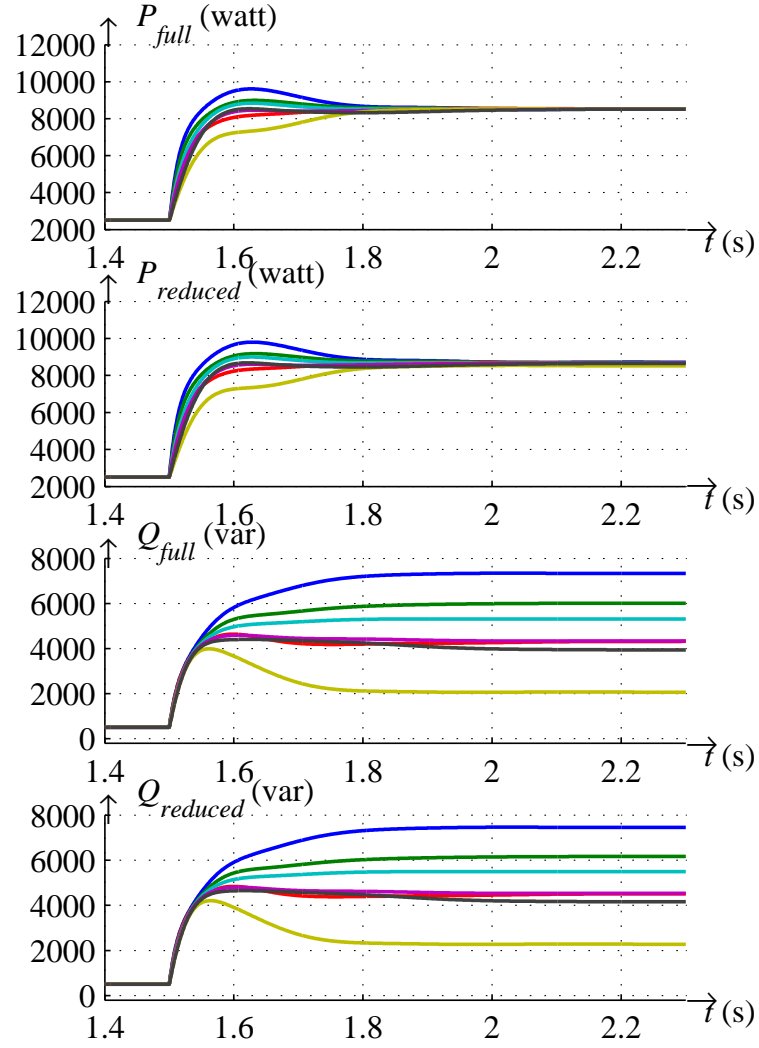 P_full (watt)
12000
10000
8000
6000
4000
2000
1.4 1.6 1.8 2 2.2 t (s)
P_reduced (watt)
12000
10000
8000
6000
4000
2000
1.4 1.6 1.8 2 2.2 t (s)
Q_full (var)
8000
6000
4000
2000
0
1.4 1.6 1.8 2 2.2 t (s)
Q_reduced (var)
8000
6000
4000
2000
0
1.4 1.6 1.8 2 2.2 t (s)